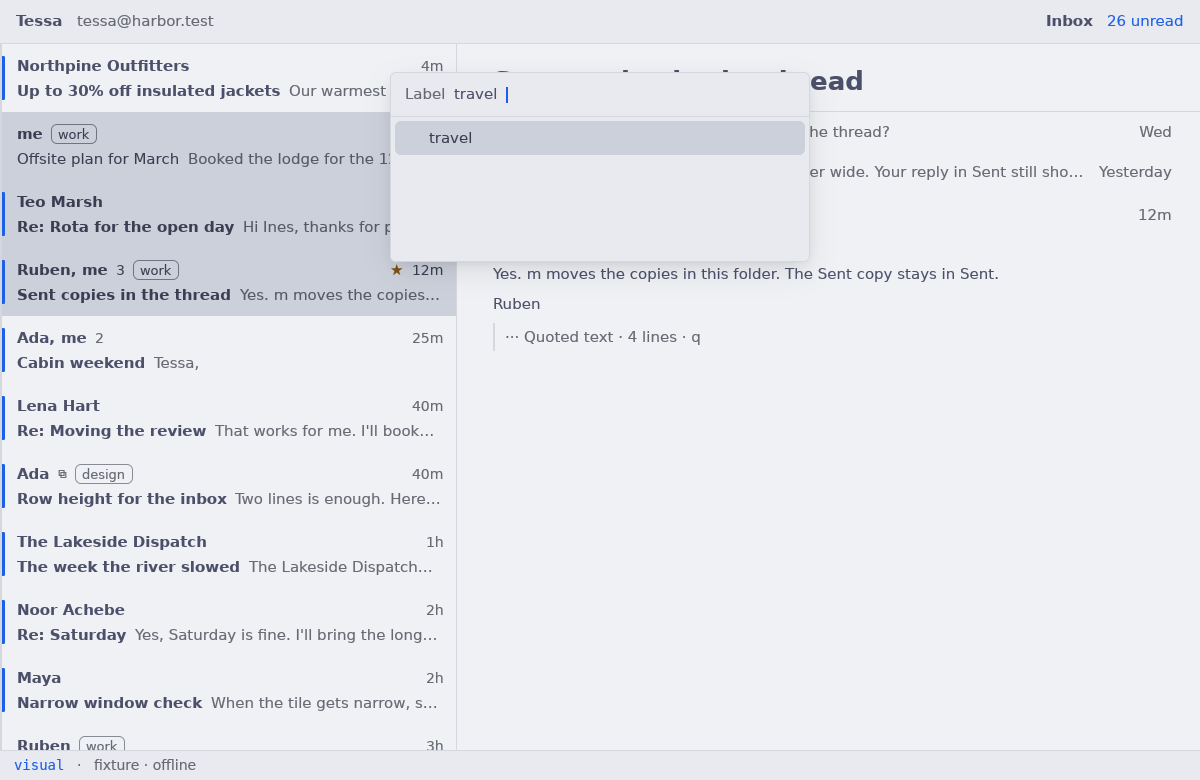 Tessa tessa@harbor.test Inbox 26 unread
Northpine Outfitters 4m
Up to 30% off insulated jackets Our warmest
me work
Offsite plan for March Booked the lodge for the
Teo Marsh
Re: Rota for the open day Hi Ines, thanks for
Ruben, me 3 work ★ 12m
Sent copies in the thread Yes. m moves the copies…
Ada, me 2 25m
Cabin weekend Tessa,
Lena Hart 40m
Re: Moving the review That works for me. I'll book…
Ada design 40m
Row height for the inbox Two lines is enough. Here…
The Lakeside Dispatch 1h
The week the river slowed The Lakeside Dispatch…
Noor Achebe 2h
Re: Saturday Yes, Saturday is fine. I'll bring the long…
Maya 2h
Narrow window check When the tile gets narrow, s…
Ruben work 3h
Label travel
travel
ead
he thread? Wed
er wide. Your reply in Sent still sho… Yesterday
12m
Yes. m moves the copies in this folder. The Sent copy stays in Sent.
Ruben
··· Quoted text · 4 lines · q
visual · fixture · offline